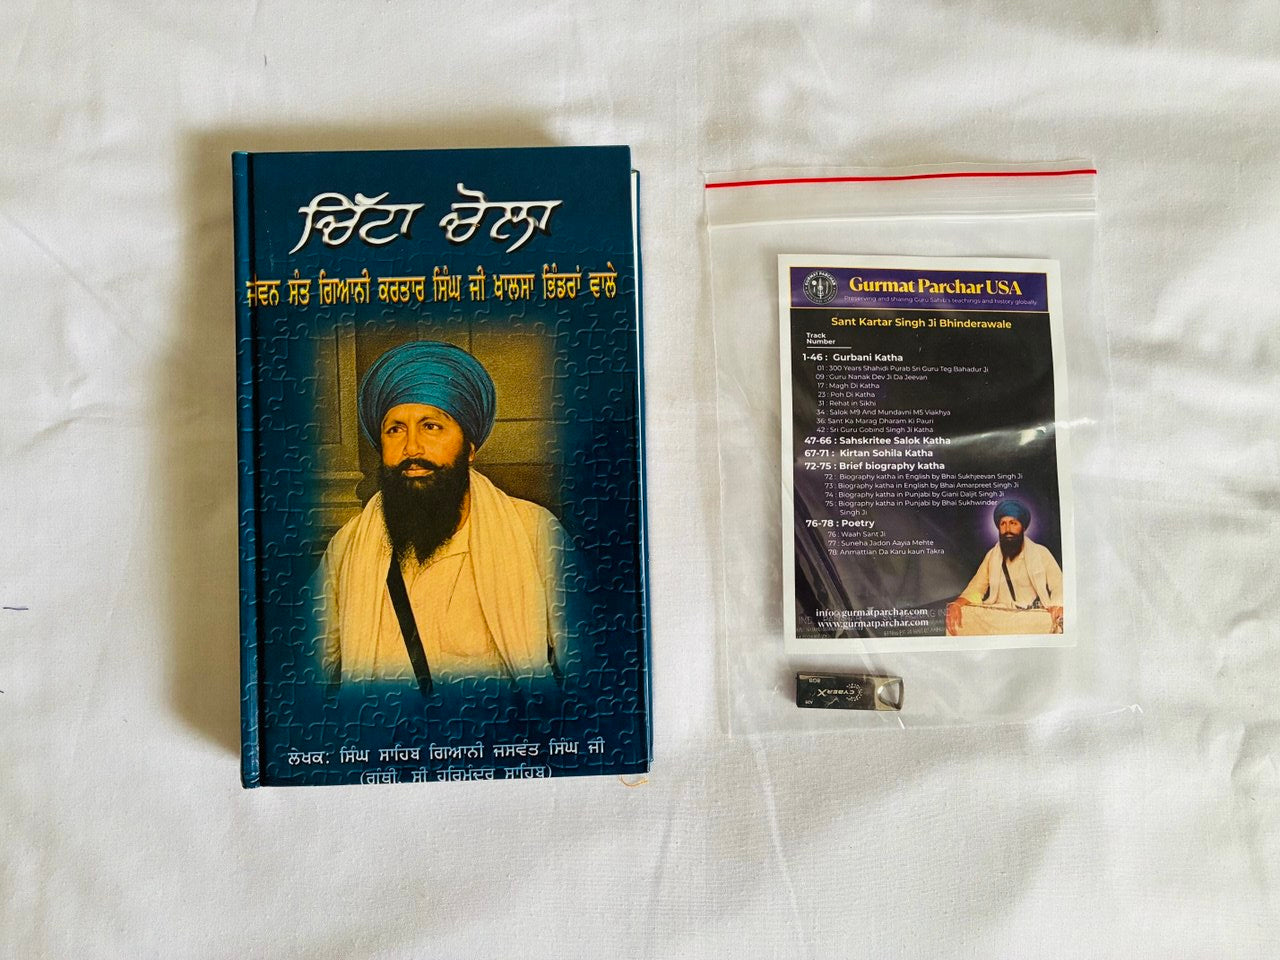 ਚਿੱਟਾ ਚੋਲਾ
ਜੀਵਨ ਸੰਤ ਗਿਆਨੀ ਕਰਤਾਰ ਸਿੰਘ ਜੀ ਖਾਲਸਾ ਭਿੰਡਰਾਂ ਵਾਲੇ
ਲੇਖਕ: ਸਿੰਘ ਸਾਹਿਬ ਗਿਆਨੀ ਜਸਵੰਤ ਸਿੰਘ ਜੀ
(ਗ੍ਰੰਥੀ, ਸ੍ਰੀ ਹਰਿਮੰਦਰ ਸਾਹਿਬ)
GURMAT PARCHAR
Gurmat Parchar USA
Preserving and sharing Guru Sahib's teachings and history globally
Sant Kartar Singh Ji Bhinderawale
Track
Number
1-46 : Gurbani Katha
01 : 300 Years Shahidi Purab Sri Guru Teg Bahadur Ji
09 : Guru Nanak Dev Ji Da Jeevan
17 : Magh Di Katha
23 : Poh Di Katha
31 : Rehat in Sikhi
34 : Salok M9 And Mundavni M5 Viakhya
36: Sant Ka Marag Dharam Ki Pauri
42 : Sri Guru Gobind Singh Ji Katha
47-66 : Sahskritee Salok Katha
67-71 : Kirtan Sohila Katha
72-75 : Brief biography katha
72 : Biography katha in English by Bhai Sukhjeevan Singh Ji
73 : Biography katha in English by Bhai Amarpreet Singh Ji
74 : Biography katha in Punjabi by Giani Daljit Singh Ji
75 : Biography katha in Punjabi by Bhai Sukhwinder
Singh Ji
76-78 : Poetry
76 : Waah Sant Ji
77 : Suneha Jadon Aayia Mehte
78: Anmattian Da Karu kaun Takra
info@gurmatparchar.com
www.gurmatparchar.com
CYBERX
8GB